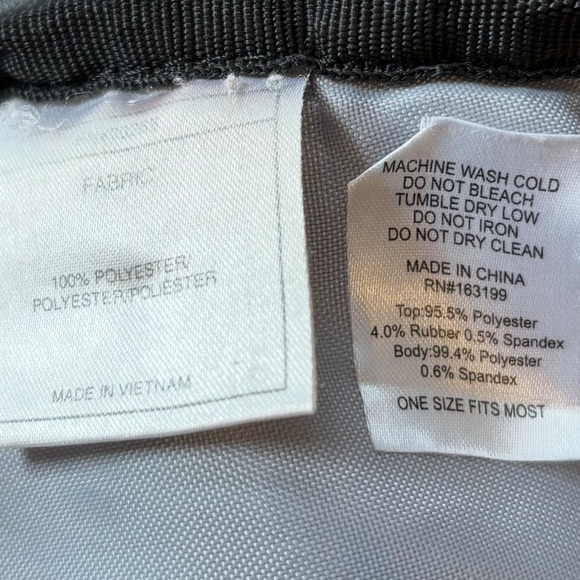 FABRIC
100% POLYESTER/
POLYESTER/POLIÉSTER
MADE IN VIETNAM
MACHINE WASH COLD
DO NOT BLEACH
TUMBLE DRY LOW
DO NOT IRON
DO NOT DRY CLEAN
MADE IN CHINA
RN#163199
Top:95.5% Polyester
4.0% Rubber 0.5% Spandex
Body:99.4% Polyester
0.6% Spandex
ONE SIZE FITS MOST